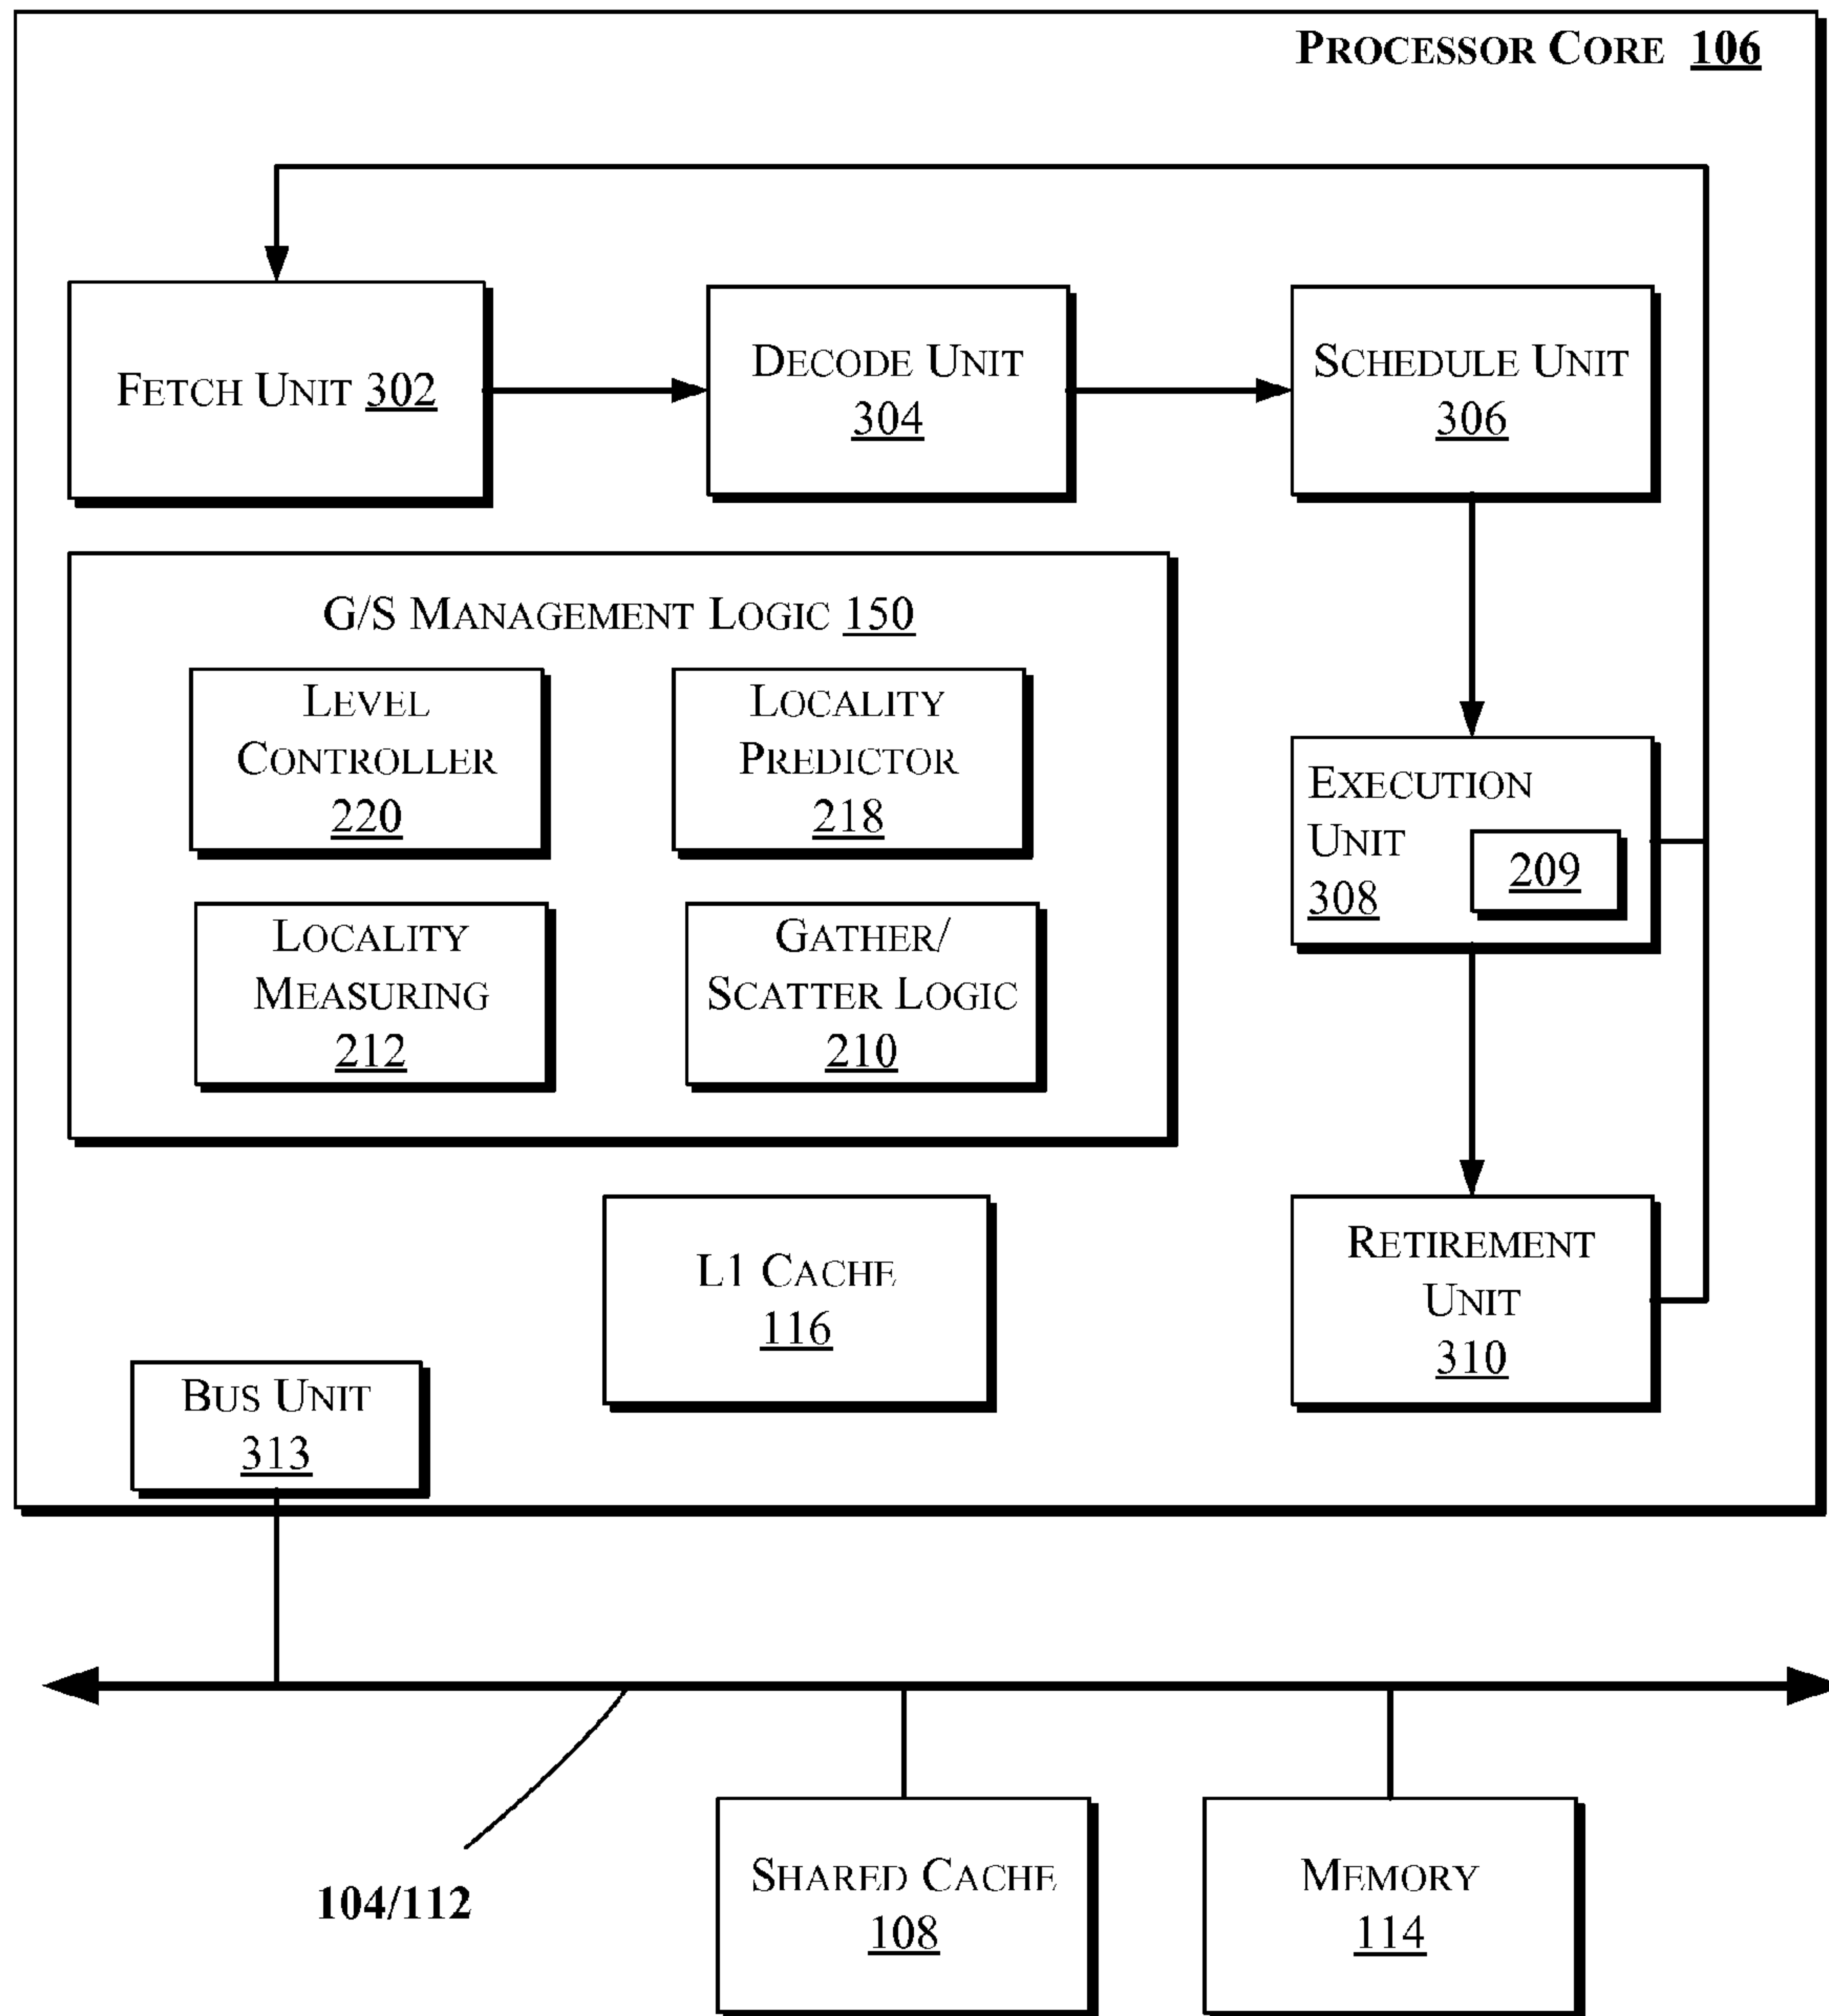 PROCESSOR CORE 106
FETCH UNIT 302
DECODE UNIT
304
SCHEDULE UNIT
306
G/S MANAGEMENT LOGIC 150
LEVEL
CONTROLLER
220
LOCALITY
PREDICTOR
218
LOCALITY
MEASURING
212
GATHER/
SCATTER LOGIC
210
EXECUTION
UNIT
308
209
L1 CACHE
116
RETIREMENT
UNIT
310
BUS UNIT
313
104/112
SHARED CACHE
108
MEMORY
114